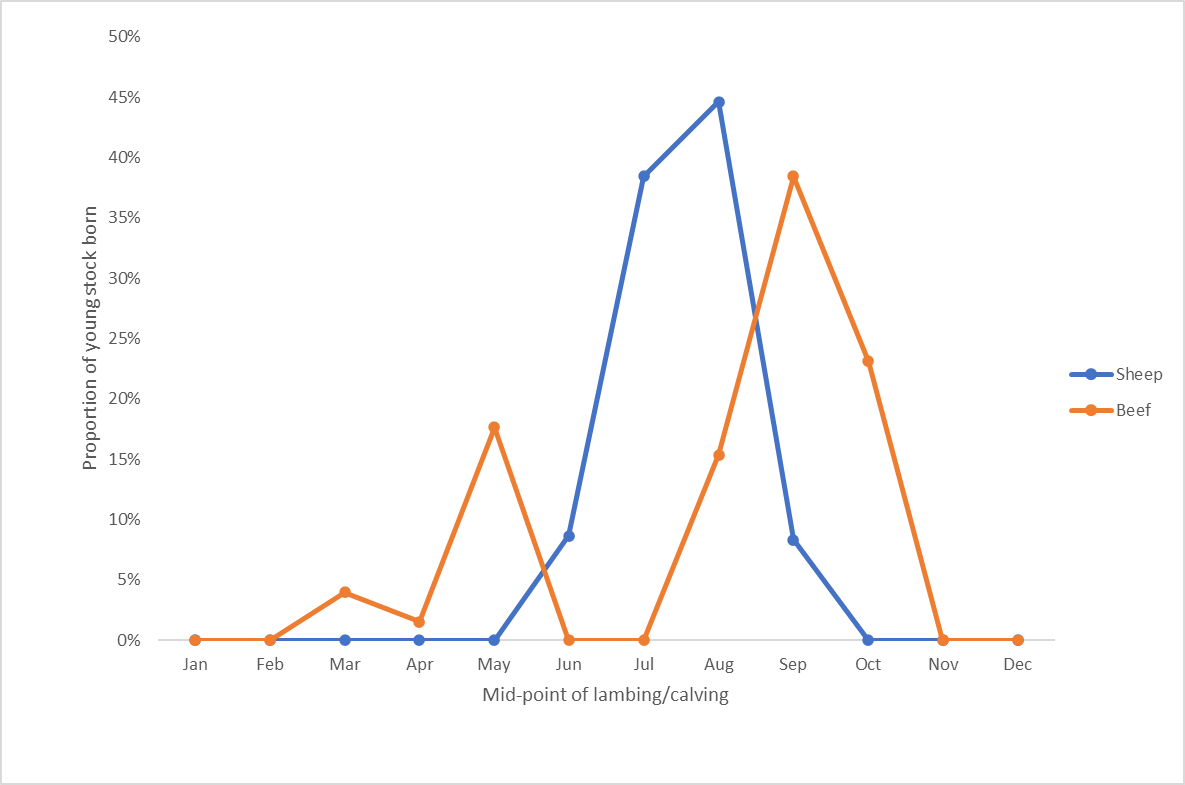 50%
45%
40%
35%
30%
25%
20%
15%
10%
5%
0%
Proportion of young stock born
Jan Feb Mar Apr May Jun Jul Aug Sep Oct Nov Dec
Mid-point of lambing/calving
Sheep
Beef